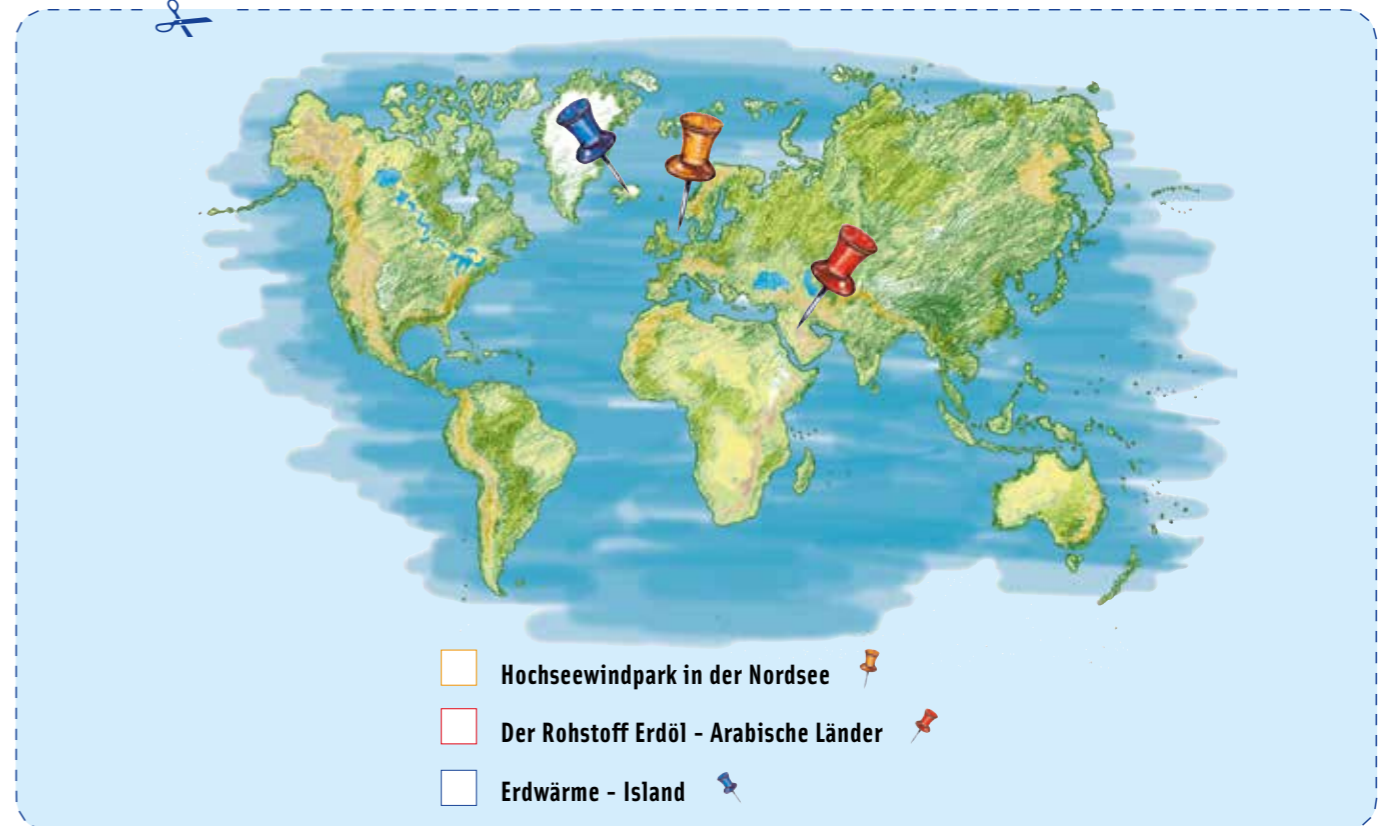 Hochseewindpark in der Nordsee
Der Rohstoff Erdöl - Arabische Länder
Erdwärme - Island